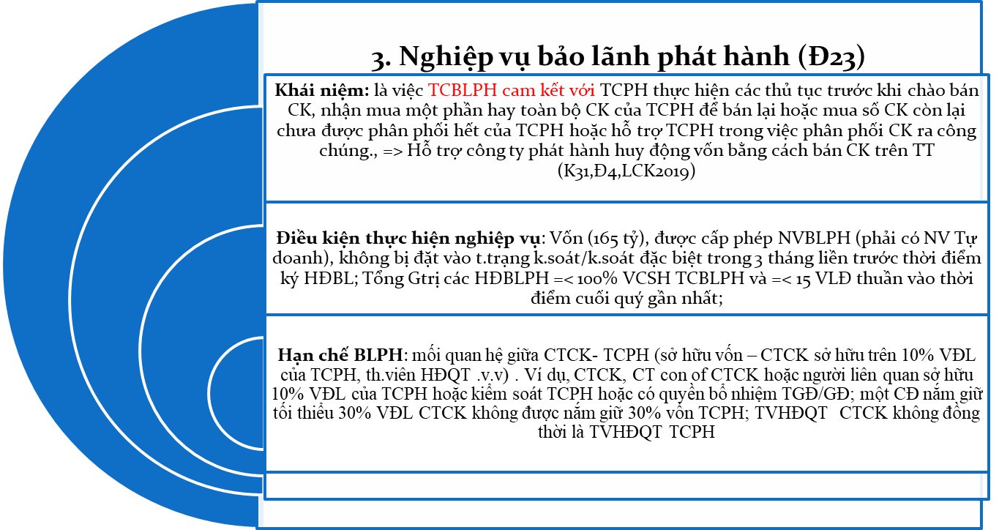 3. Nghiệp vụ bảo lãnh phát hành (Đ23)
Khái niệm: là việc TCBLPH cam kết với TCPH thực hiện các thủ tục trước khi chào bán
CK, nhận mua một phần hay toàn bộ CK của TCPH để bán lại hoặc mua số CK còn lại
chưa được phân phối hết của TCPH hoặc hỗ trợ TCPH trong việc phân phối CK ra công
chúng., => Hỗ trợ công ty phát hành huy động vốn bằng cách bán CK trên TT
(K31,Đ4,LCK2019)
Điều kiện thực hiện nghiệp vụ: Vốn (165 tỷ), được cấp phép NVBLPH (phải có NV Tự
doanh), không bị đặt vào t.trạng k.soát/k.soát đặc biệt trong 3 tháng liền trước thời điểm
ký HĐBL; Tổng Gtrị các HĐBLPH =< 100% VCSH TCBLPH và =< 15 VLĐ thuần vào thời
điểm cuối quý gần nhất;
Hạn chế BLPH: mối quan hệ giữa CTCK- TCPH (sở hữu vốn – CTCK sở hữu trên 10% VĐL
của TCPH, th.viên HĐQT .v.v) . Ví dụ, CTCK, CT con of CTCK hoặc người liên quan sở hữu
10% VĐL của TCPH hoặc kiểm soát TCPH hoặc có quyền bổ nhiệm TGĐ/GĐ; một CĐ nắm giữ
tối thiểu 30% VĐL CTCK không được nắm giữ 30% vốn TCPH; TVHĐQT CTCK không đồng
thời là TVHĐQT TCPH